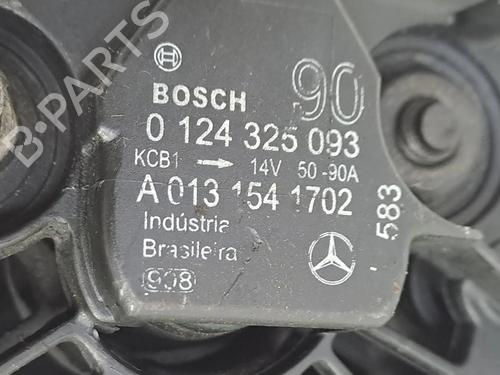 B-PARTS
90
BOSCH
0 124 325 093
KCB1 → 14V 50-90A
A 013 154 1702
Indústria
Brasileira
908
583